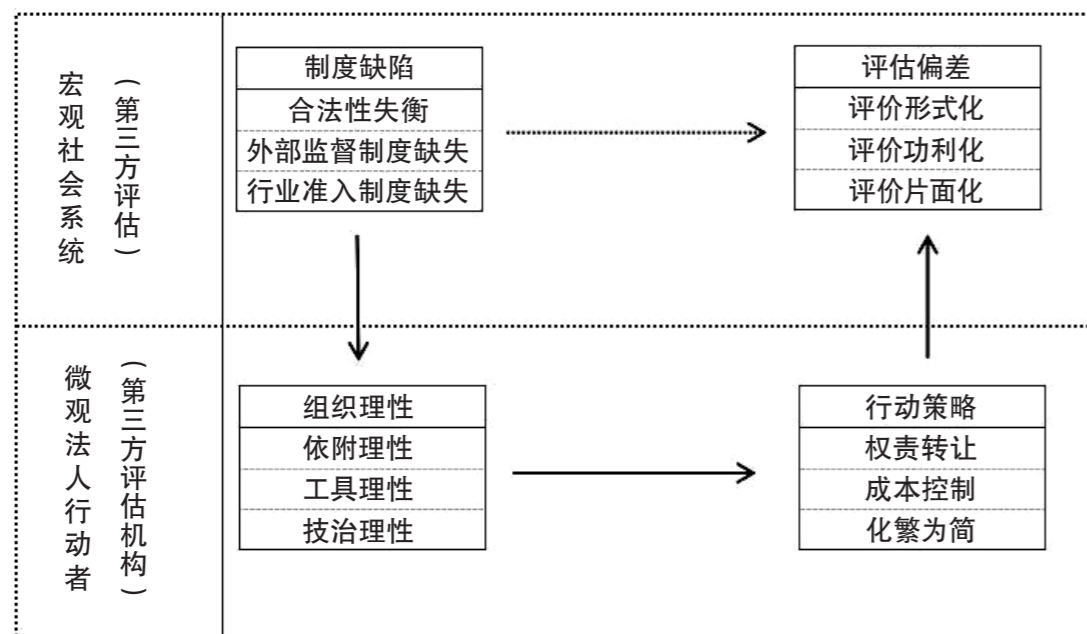 宏观社会系统
(第三方评估)
制度缺陷
合法性失衡
外部监督制度缺失
行业准入制度缺失
评估偏差
评价形式化
评价功利化
评价片面化
微观法人行动者
(第三方评估机构)
组织理性
依附理性
工具理性
技治理性
行动策略
权责转让
成本控制
化繁为简